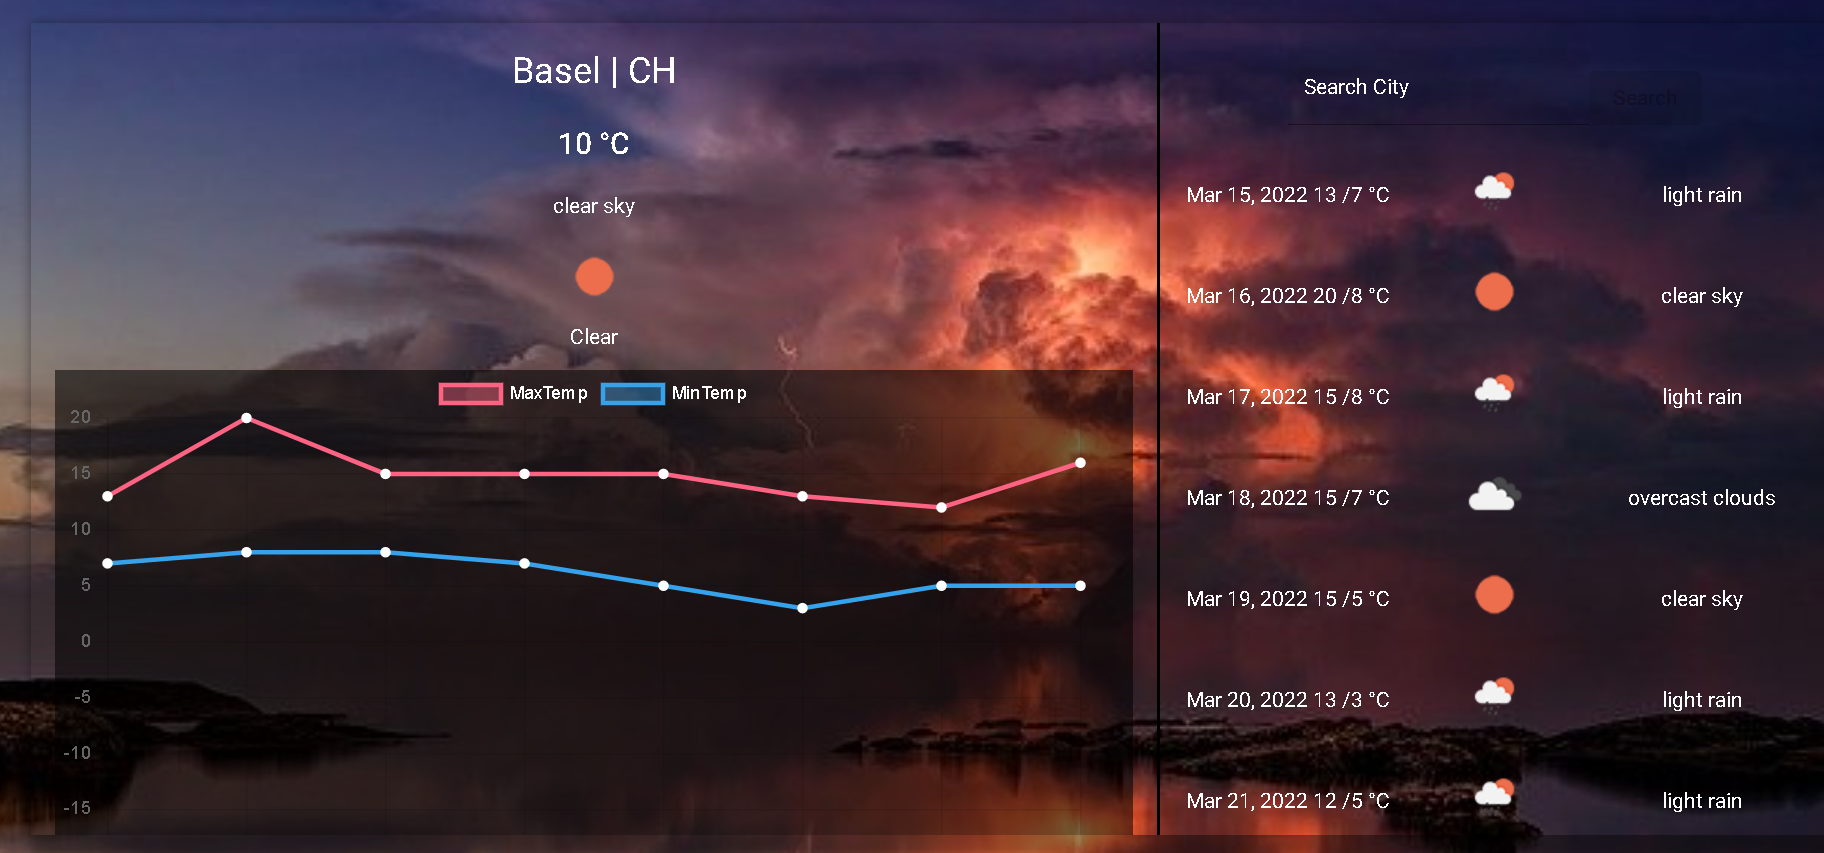 Basel | CH
10 °C
clear sky
Clear
MaxTemp MinTemp
20
15
10
5
0
-5
-10
-15
Search City
Search
Mar 15, 2022 13 /7 °C light rain
Mar 16, 2022 20 /8 °C clear sky
Mar 17, 2022 15 /8 °C light rain
Mar 18, 2022 15 /7 °C overcast clouds
Mar 19, 2022 15 /5 °C clear sky
Mar 20, 2022 13 /3 °C light rain
Mar 21, 2022 12 /5 °C light rain